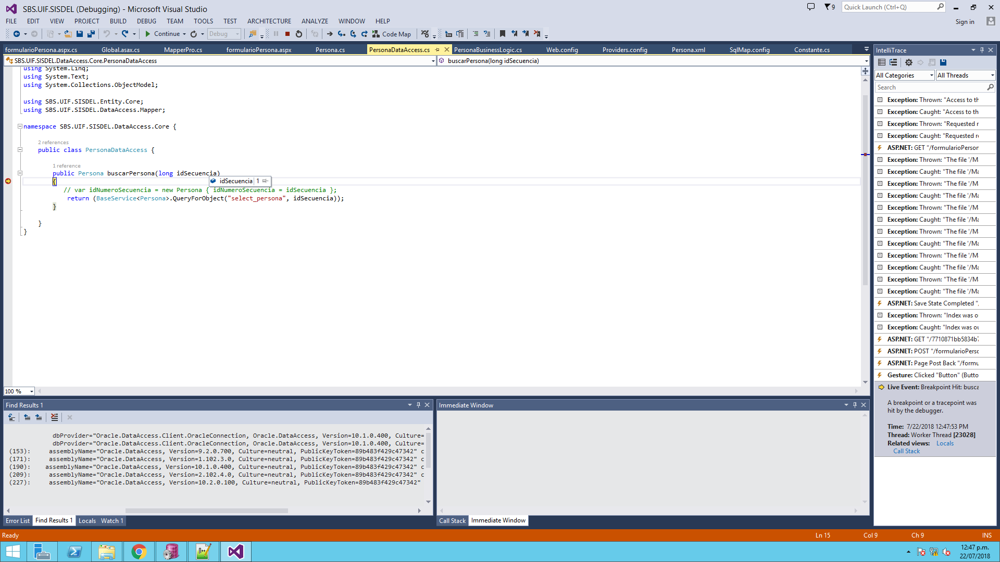 SBS.UIF.SISDEL (Debugging) - Microsoft Visual Studio
9
Quick Launch (Ctrl+Q)
FILE EDIT VIEW PROJECT BUILD DEBUG TEAM TOOLS TEST ARCHITECTURE ANALYZE WINDOW HELP
Sign in
Continue
Debug
Code Map
formularioPersona.aspx.cs Global.asax.cs MapperPro.cs formularioPersona.aspx Persona.cs PersonaDataAccess.cs PersonaBusinessLogic.cs Web.config Providers.config Persona.xml SqlMap.config Constante.cs
SBS.UIF.SISDEL.DataAccess.Core.PersonaDataAccess
buscarPersona(long idSecuencia)
using System.Linq;
using System.Text;
using System.Collections.ObjectModel;
using SBS.UIF.SISDEL.Entity.Core;
using SBS.UIF.SISDEL.DataAccess.Mapper;
namespace SBS.UIF.SISDEL.DataAccess.Core {
2 references
public class PersonaDataAccess {
1 reference
public Persona buscarPersona(long idSecuencia)
{
idSecuencia 1
// var idNumeroSecuencia = new Persona { idNumeroSecuencia = idSecuencia };
return (BaseService<Persona>.QueryForObject("select_persona", idSecuencia));
}
}
}
100 %
IntelliTrace
All Categories
All Threads
Search
Exception: Thrown: "Access to th
Exception: Caught: "Access to th
Exception: Thrown: "Requested r
Exception: Caught: "Requested re
ASP.NET: GET "/formularioPerson
Exception: Thrown: "The file '/Ma
Exception: Caught: "The file '/Ma
Exception: Thrown: "The file '/Ma
Exception: Caught: "The file '/Ma
Exception: Thrown: "The file '/Ma
Exception: Caught: "The file '/Ma
Exception: Thrown: "The file '/Ma
Exception: Caught: "The file '/Ma
Exception: Thrown: "The file '/Ma
Exception: Caught: "The file '/Ma
Exception: Thrown: "The file '/Ma
Exception: Caught: "The file '/Ma
ASP.NET: Save State Completed "/
Exception: Thrown: "Index was o
Exception: Caught: "Index was ou
ASP.NET: GET "/7710871bb5834b7
ASP.NET: POST "/formularioPerso
ASP.NET: Page Post Back "/formu
Gesture: Clicked "Button" (Butto
Live Event: Breakpoint Hit: busca
A breakpoint or a tracepoint was
hit by the debugger.
Time: 7/22/2018 12:47:53 PM
Thread: Worker Thread [23028]
Related views: Locals
Call Stack
Find Results 1
dbProvider="Oracle.DataAccess.Client.OracleConnection, Oracle.DataAccess, Version=10.1.0.400, Culture=
dbProvider="Oracle.DataAccess.Client.OracleConnection, Oracle.DataAccess, Version=10.1.0.400, Culture=
(153): assemblyName="Oracle.DataAccess, Version=9.2.0.700, Culture=neutral, PublicKeyToken=89b483f429c47342" c
(171): assemblyName="Oracle.DataAccess, Version=1.102.3.0, Culture=neutral, PublicKeyToken=89b483f429c47342" c
(190): assemblyName="Oracle.DataAccess, Version=10.1.0.400, Culture=neutral, PublicKeyToken=89b483f429c47342"
(209): assemblyName="Oracle.DataAccess, Version=2.102.4.0, Culture=neutral, PublicKeyToken=89b483f429c47342" c
(227): assemblyName="Oracle.DataAccess, Version=10.2.0.100, Culture=neutral, PublicKeyToken=89b483f429c47342"
Error List Find Results 1 Locals Watch 1
Immediate Window
Call Stack Immediate Window
Ready
Ln 15 Col 9 Ch 9 INS
12:47 p.m.
22/07/2018